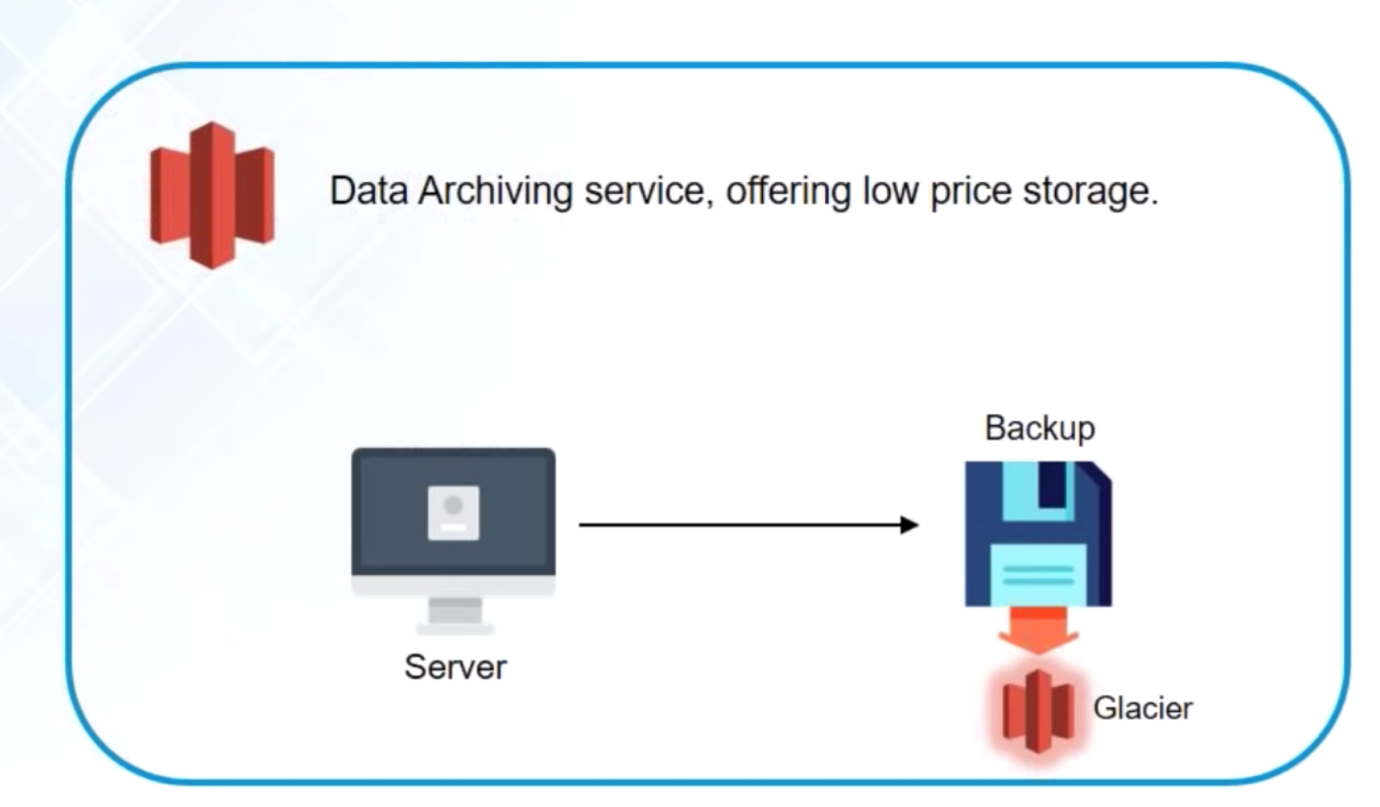 Data Archiving service, offering low price storage.
Backup
Server
Glacier